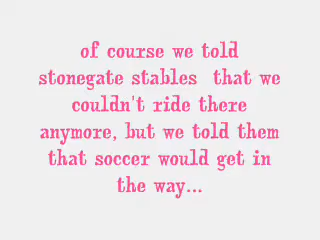 of course we told
stonegate stables  that we
couldn't ride there
anymore, but we told them
that soccer would get in
the way...